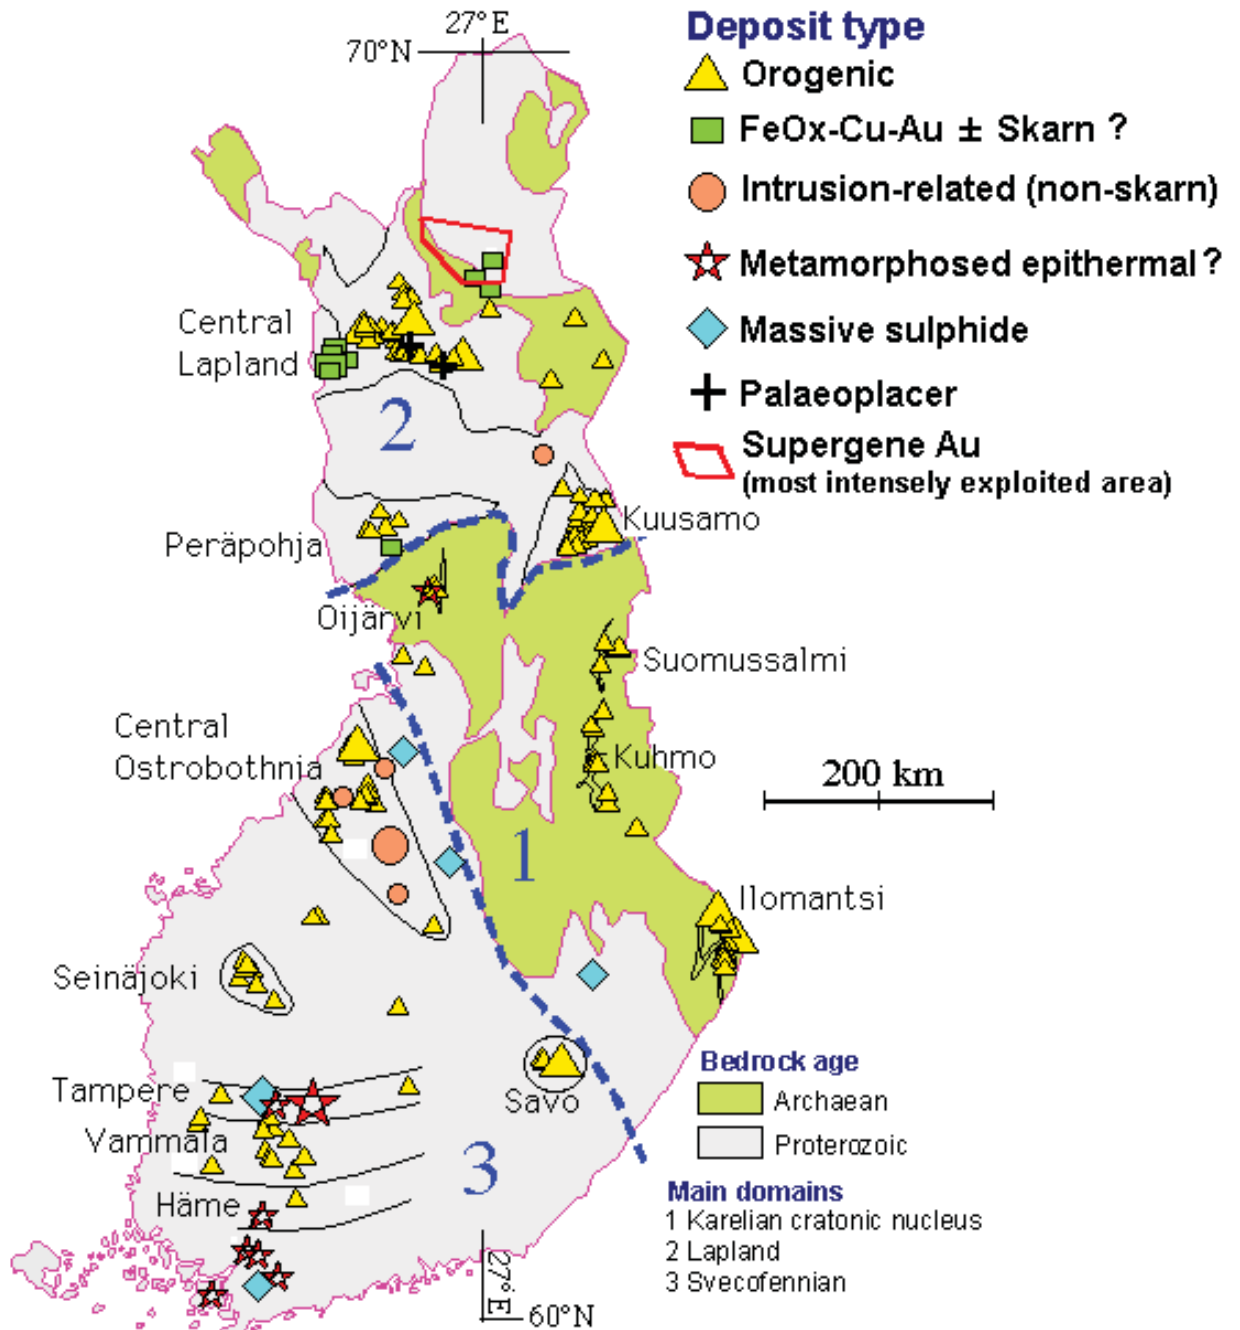 27° E
70°N
Deposit type
Orogenic
FeOx-Cu-Au ± Skarn ?
Intrusion-related (non-skarn)
Metamorphosed epithermal ?
Massive sulphide
Palaeoplacer
Supergene Au
(most intensely exploited area)
Central
Lapland
2
Peräpohja
Kuusamo
Oijärvi
Suomussalmi
Central
Ostrobothnia
Kuhmo
200 km
1
Ilomantsi
Seinäjoki
Savo
Tampere
Vammala
Häme
3
Bedrock age
Archaean
Proterozoic
Main domains
1 Karelian cratonic nucleus
2 Lapland
3 Svecofennian
27° E
60°N